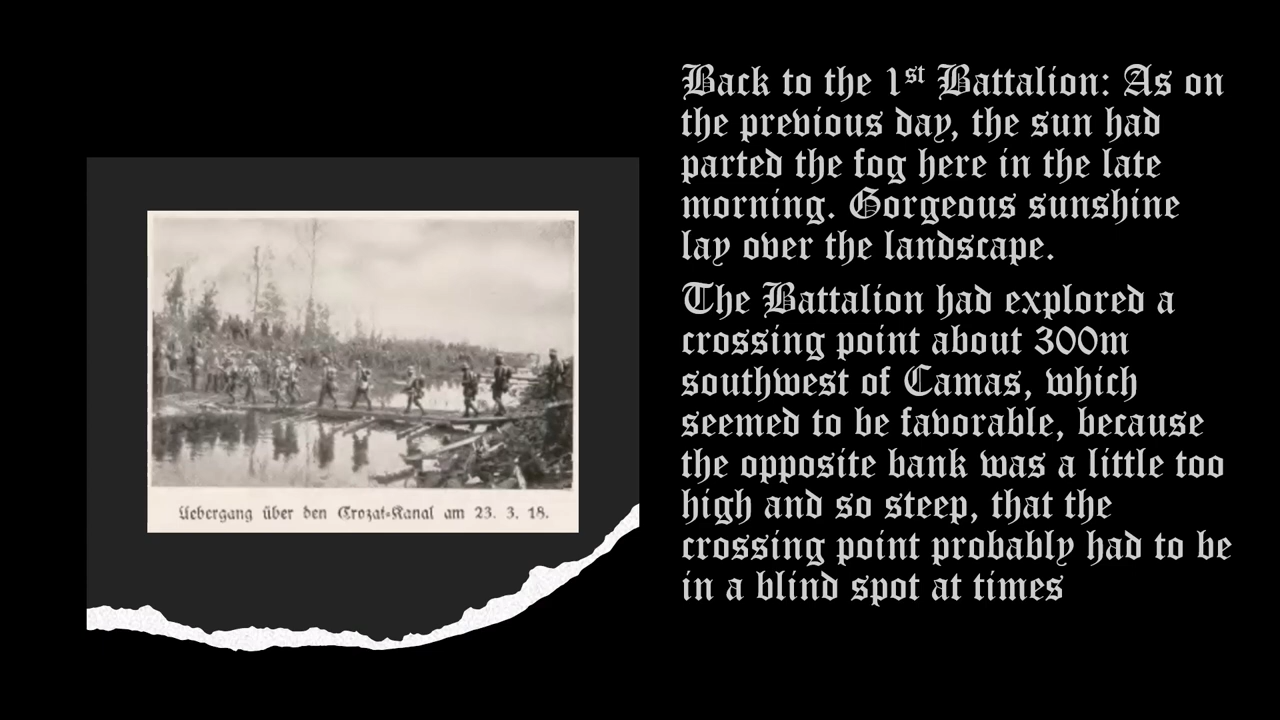 Back to the 1st Battalion: As on
the previous day, the sun had
parted the fog here in the late
morning. Gorgeous sunshine
lay over the landscape.
The Battalion had explored a
crossing point about 300m
southwest of Camas, which
seemed to be favorable, because
the opposite bank was a little too
high and so steep, that the
crossing point probably had to be
in a blind spot at times
Uebergang über den Crozat-Kanal am 23. 3. 18.